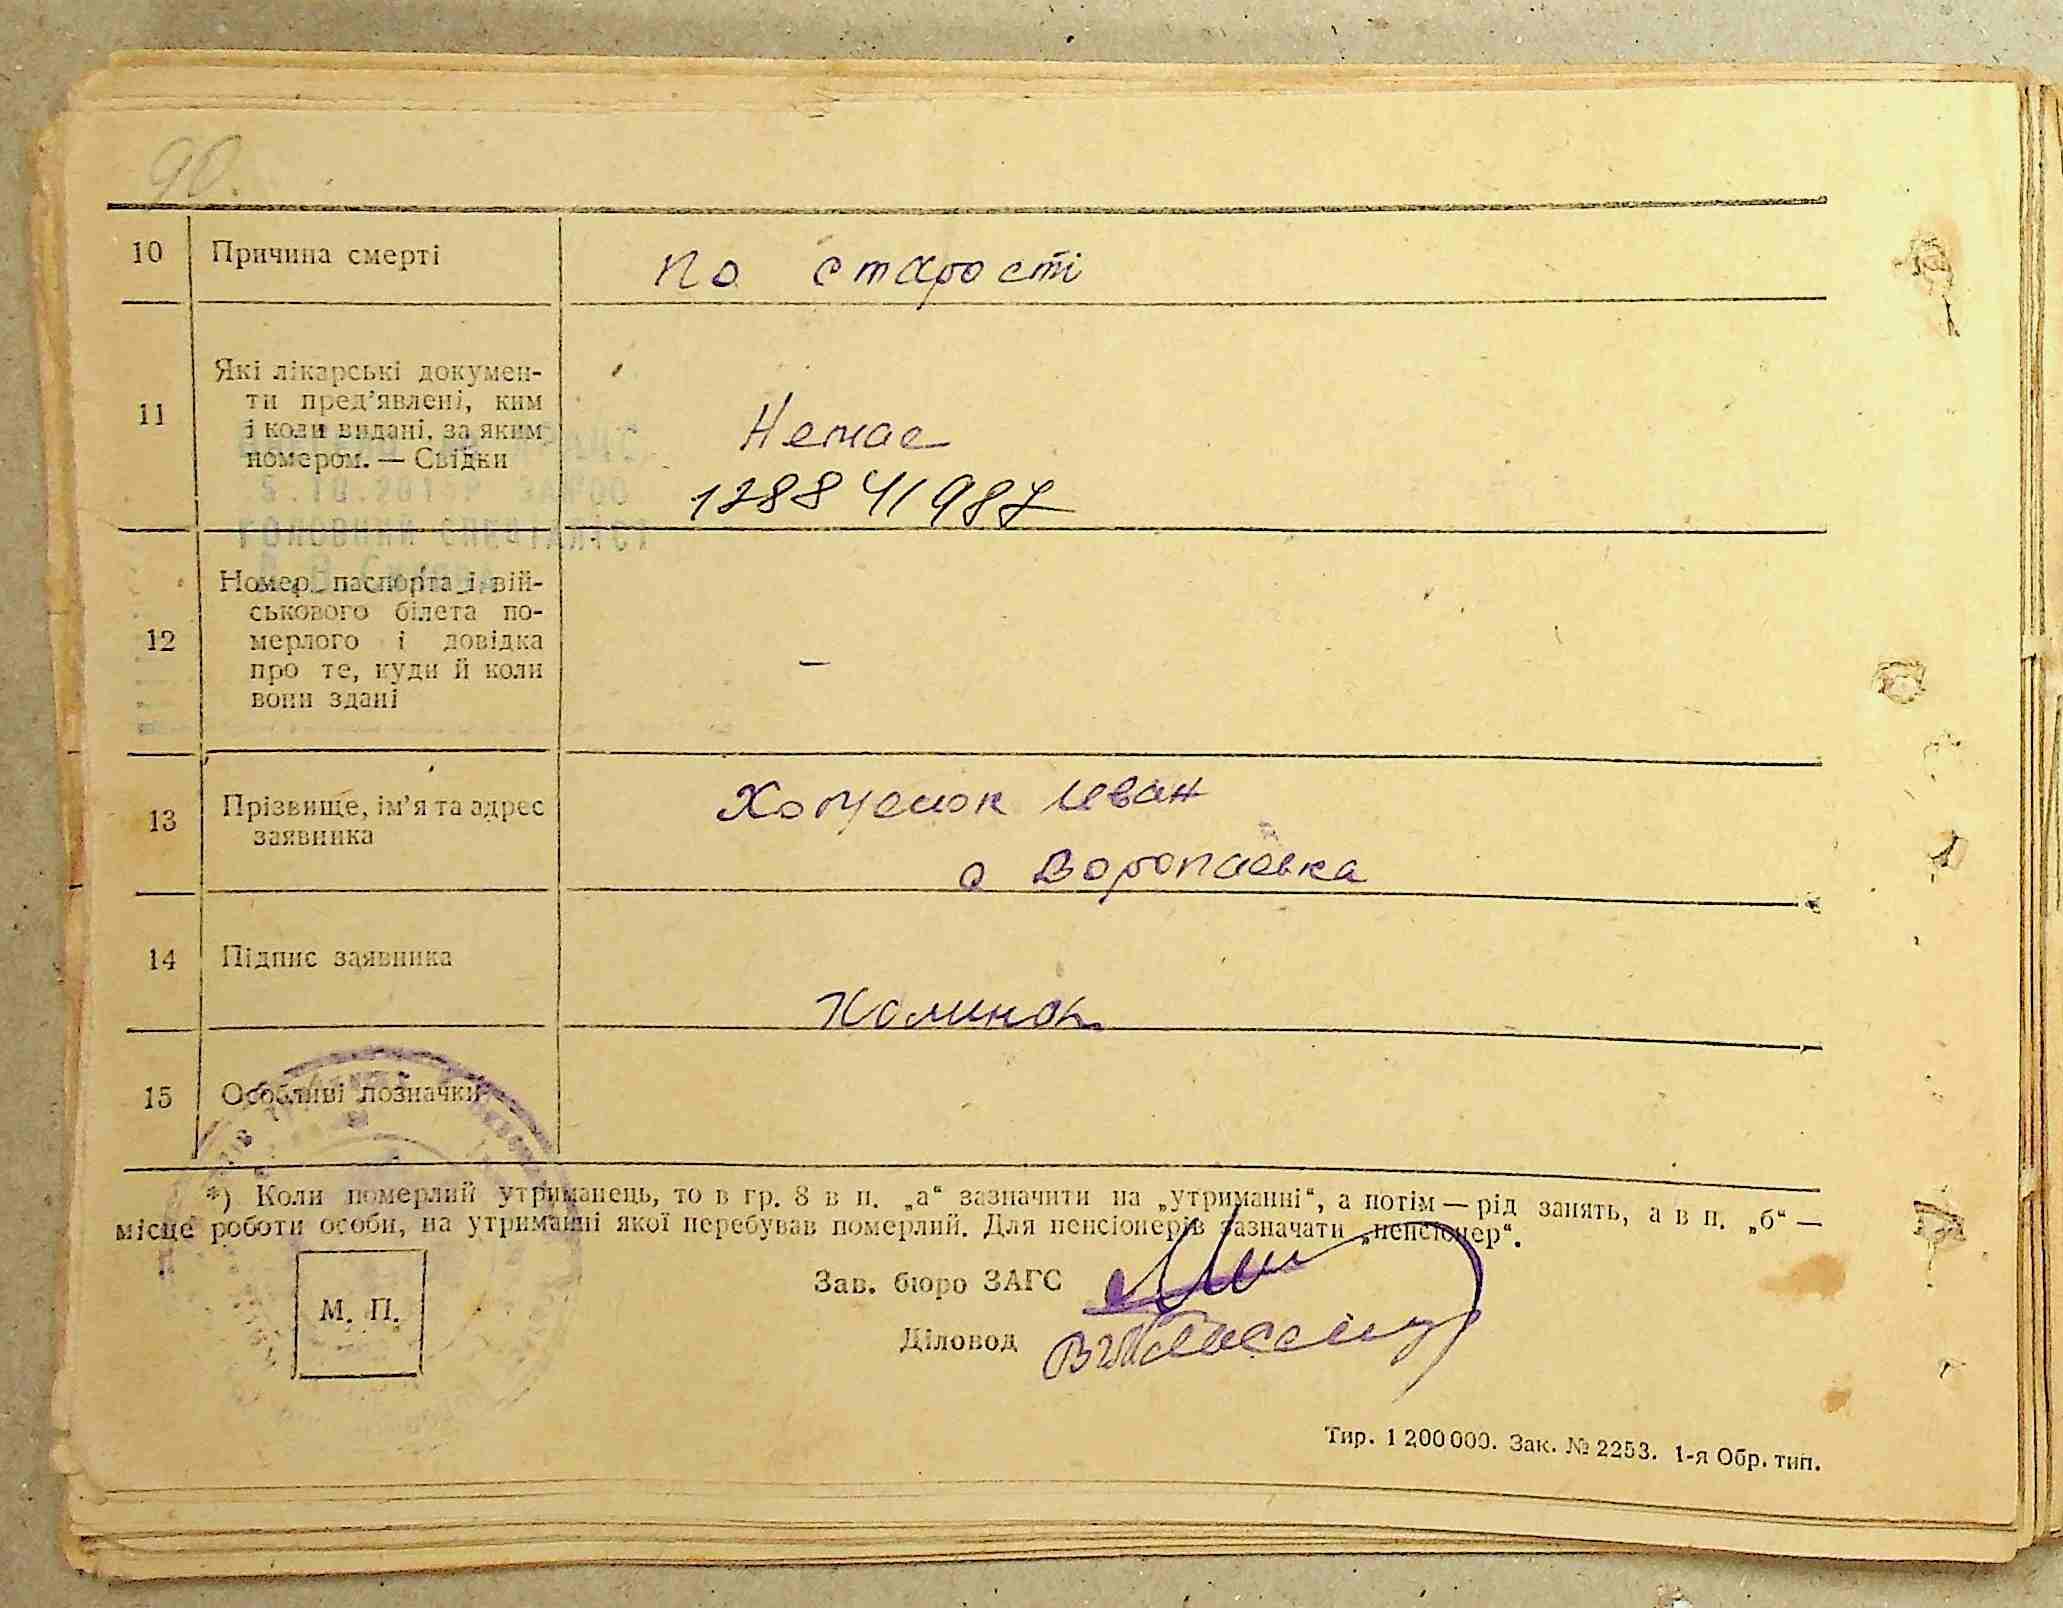 90.
10 Причина смерті по старості
11 Які лікарські докумен-
ти пред'явлені, ким
і коли видані, за яким
номером. — Свідки
Немае
12 Номер паспорта і вій-
ськового білета по-
мерлого і довідка
про те, куди й коли
вони здані
–
13 Прізвище, ім'я та адрес
заявника
Иван
с Воропаевка
14 Підпис заявника
15 Особливі позначки
*) Коли померлий утриманець, то в гр. 8 в п. „а“ зазначити на „утриманні“, а потім — рід занять, а в п. „б“ —
місце роботи особи, на утриманні якої перебував померлий. Для пенсіонерів зазначати „пенсіонер“.
Зав. бюро ЗАГС
М. П.
Діловод
Тир. 1 200 000. Зак. № 2253. 1-я Обр. тип.